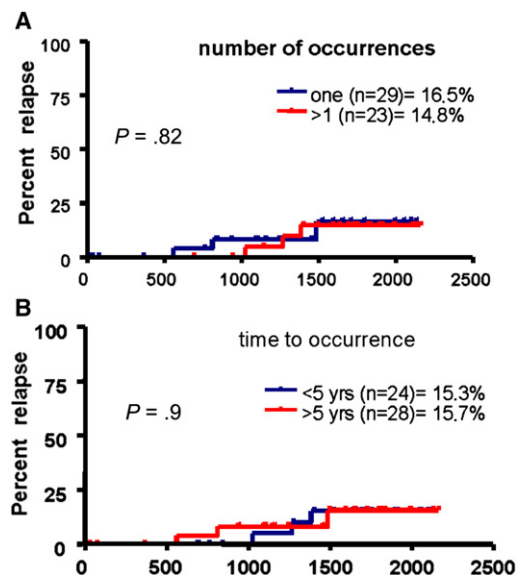 A
number of occurrences
100
75
50
25
0
Percent relapse
one (n=29)= 16.5%
>1 (n=23)= 14.8%
P = .82
0 500 1000 1500 2000 2500
B
time to occurrence
100
75
50
25
0
Percent relapse
<5 yrs (n=24)= 15.3%
>5 yrs (n=28)= 15.7%
P = .9
0 500 1000 1500 2000 2500